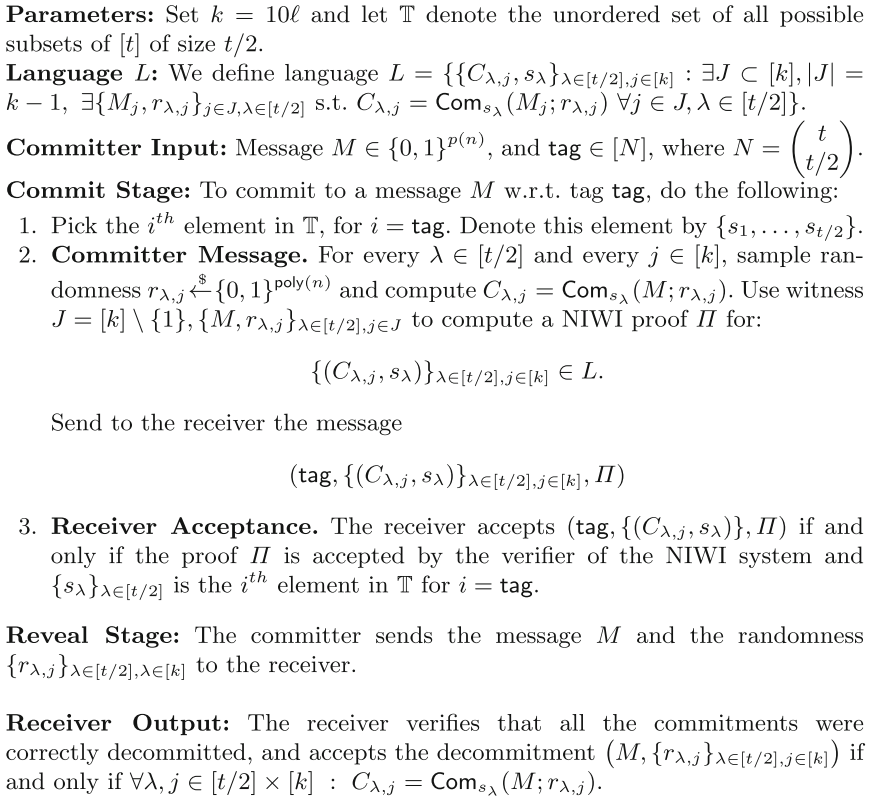 Parameters: Set k = 10ℓ and let 𝕋 denote the unordered set of all possible
subsets of [t] of size t/2.
Language L: We define language L = {{C_{λ,j}, s_λ}_{λ∈[t/2],j∈[k]} : ∃J ⊂ [k], |J| =
k − 1, ∃{M_j, r_{λ,j}}_{j∈J,λ∈[t/2]} s.t. C_{λ,j} = Com_{s_λ}(M_j; r_{λ,j}) ∀j ∈ J, λ ∈ [t/2]}.
Committer Input: Message M ∈ {0, 1}^{p(n)}, and tag ∈ [N], where N = (t t/2).
Commit Stage: To commit to a message M w.r.t. tag tag, do the following:
1. Pick the i^{th} element in 𝕋, for i = tag. Denote this element by {s_1, . . . , s_{t/2}}.
2. Committer Message. For every λ ∈ [t/2] and every j ∈ [k], sample ran-
domness r_{λ,j} $← {0, 1}^{poly(n)} and compute C_{λ,j} = Com_{s_λ}(M; r_{λ,j}). Use witness
J = [k] \ {1}, {M, r_{λ,j}}_{λ∈[t/2],j∈J} to compute a NIWI proof Π for:
{(C_{λ,j}, s_λ)}_{λ∈[t/2],j∈[k]} ∈ L.
Send to the receiver the message
(tag, {(C_{λ,j}, s_λ)}_{λ∈[t/2],j∈[k]}, Π)
3. Receiver Acceptance. The receiver accepts (tag, {(C_{λ,j}, s_λ)}, Π) if and
only if the proof Π is accepted by the verifier of the NIWI system and
{s_λ}_{λ∈[t/2]} is the i^{th} element in 𝕋 for i = tag.
Reveal Stage: The committer sends the message M and the randomness
{r_{λ,j}}_{λ∈[t/2],λ∈[k]} to the receiver.
Receiver Output: The receiver verifies that all the commitments were
correctly decommitted, and accepts the decommitment (M, {r_{λ,j}}_{λ∈[t/2],j∈[k]}) if
and only if ∀λ, j ∈ [t/2] × [k] : C_{λ,j} = Com_{s_λ}(M; r_{λ,j}).